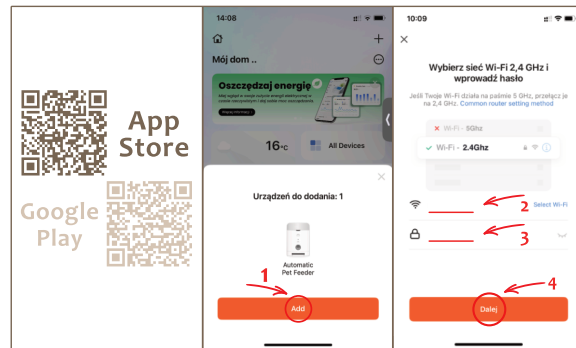 App
Store
Google
Play
14:08
Mój dom ..
Oszczędzaj energię
16°C
All Devices
Urządzeń do dodania: 1
Automatic
Pet Feeder
1
Add
10:09
Wybierz sieć Wi-Fi 2,4 GHz i
wprowadź hasło
Jeśli Twoje Wi-Fi działa na paśmie 5 GHz, przełącz je
na 2,4 GHz. Common router setting method
Wi-Fi - 5Ghz
Wi-Fi - 2.4Ghz
2
Select Wi-Fi
3
4
Dalej